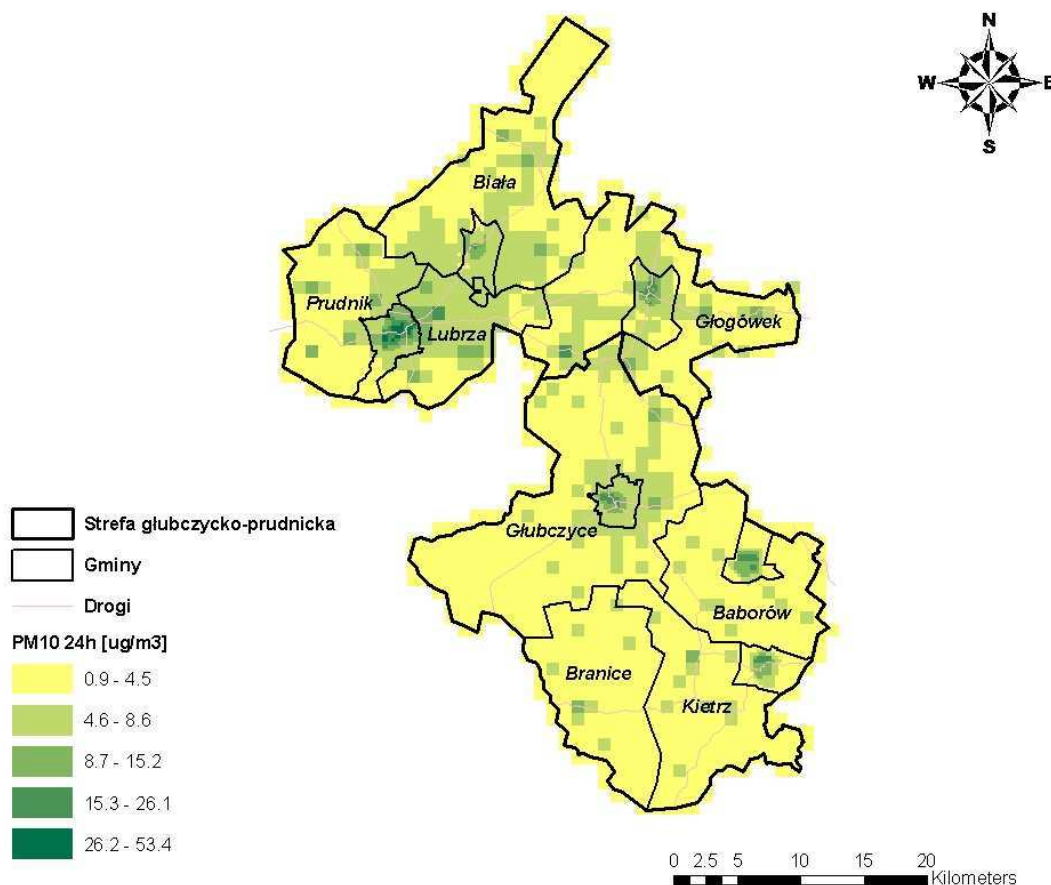 N
W E
S
Biała
Prudnik
Lubrza
Głogówek
Głubczyce
Baborów
Branice
Kietrz
Strefa głubczycko-prudnicka
Gminy
Drogi
PM10 24h [ug/m3]
0.9 - 4.5
4.6 - 8.6
8.7 - 15.2
15.3 - 26.1
26.2 - 53.4
0 2.5 5 10 15 20
Kilometers